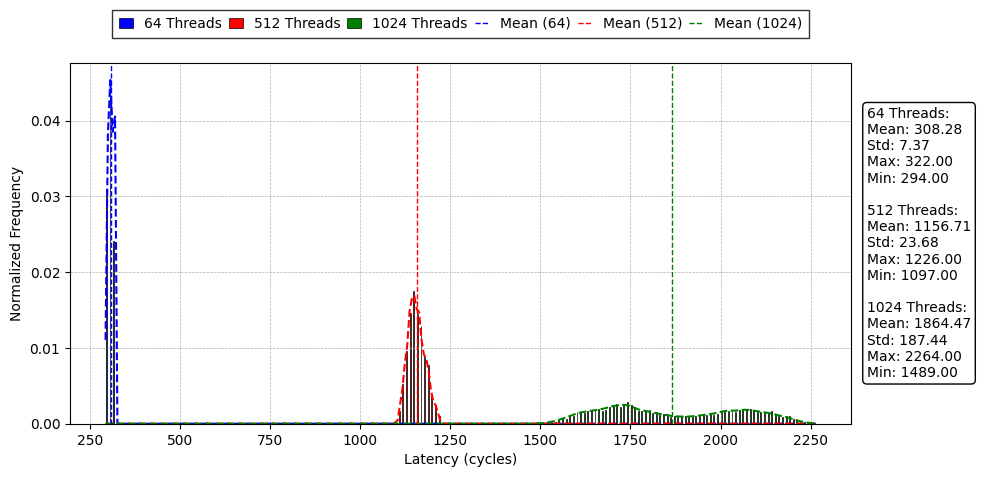 64 Threads 512 Threads 1024 Threads Mean (64) Mean (512) Mean (1024)
0.04
0.03
0.02
0.01
0.00
Normalized Frequency
250 500 750 1000 1250 1500 1750 2000 2250
Latency (cycles)
64 Threads:
Mean: 308.28
Std: 7.37
Max: 322.00
Min: 294.00
512 Threads:
Mean: 1156.71
Std: 23.68
Max: 1226.00
Min: 1097.00
1024 Threads:
Mean: 1864.47
Std: 187.44
Max: 2264.00
Min: 1489.00